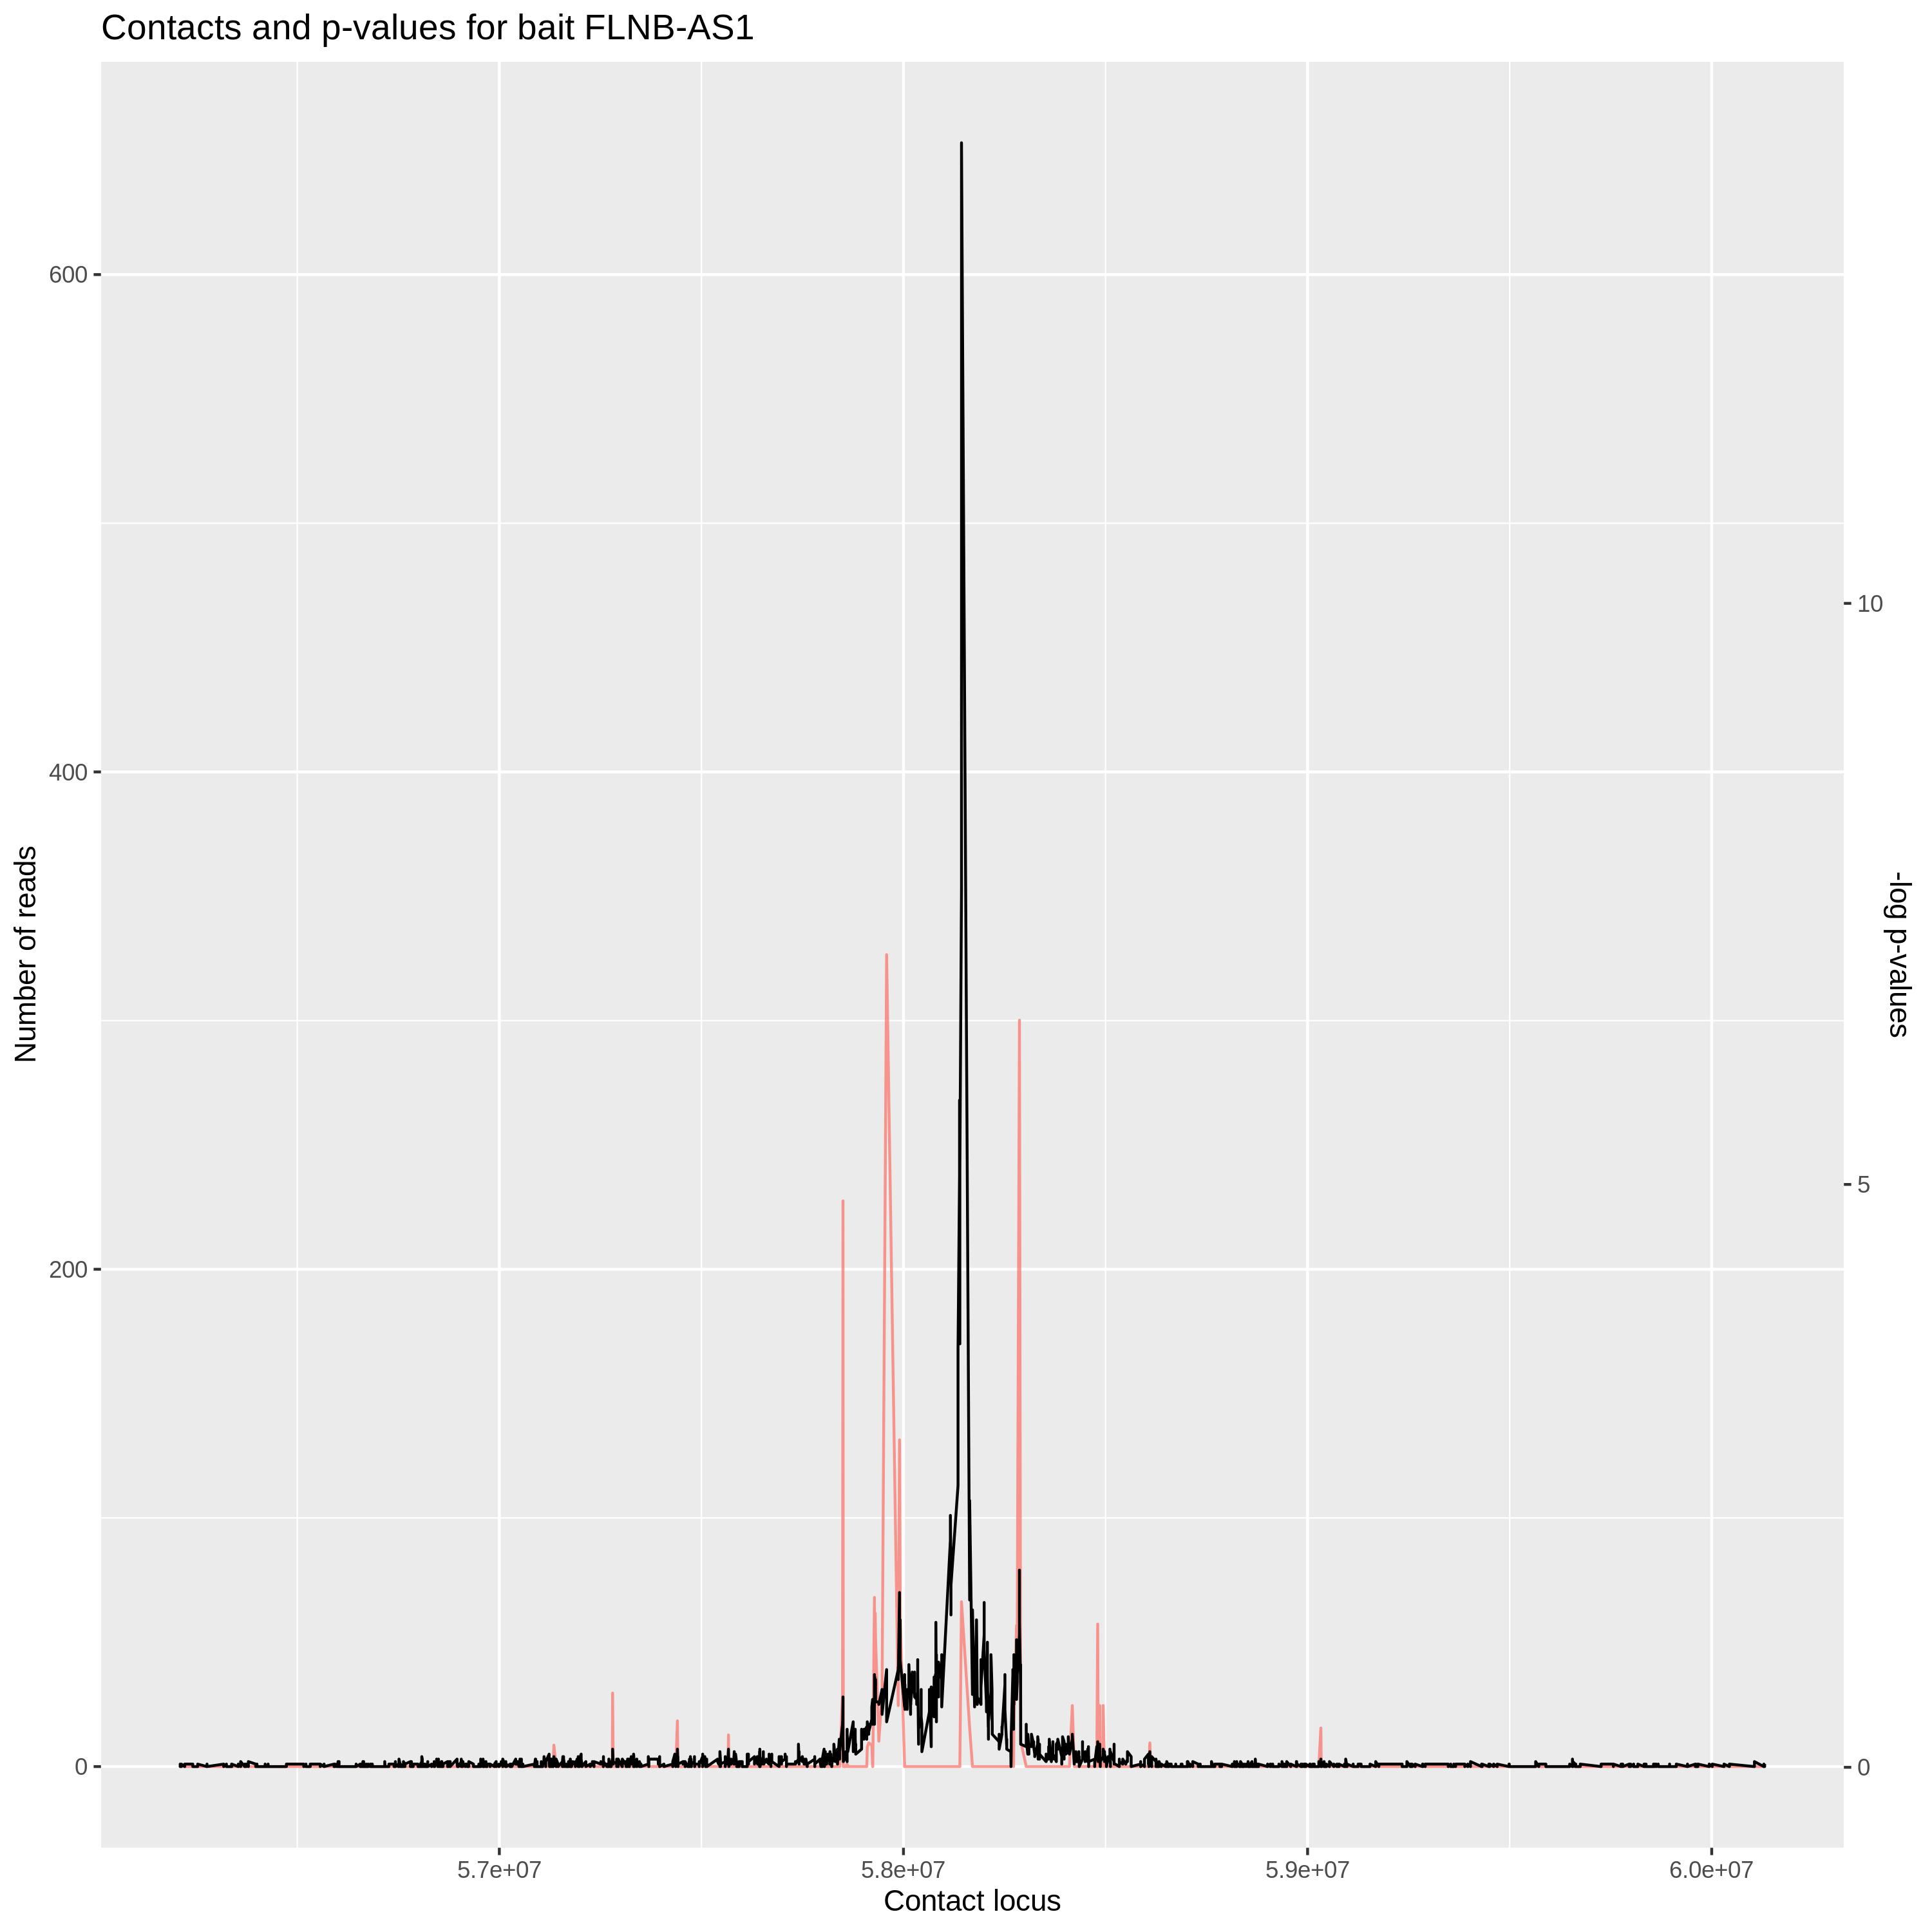 Contacts and p-values for bait FLNB-AS1
600
400
200
0
Number of reads
10
5
0
-log p-values
5.7e+07
5.8e+07
5.9e+07
6.0e+07
Contact locus